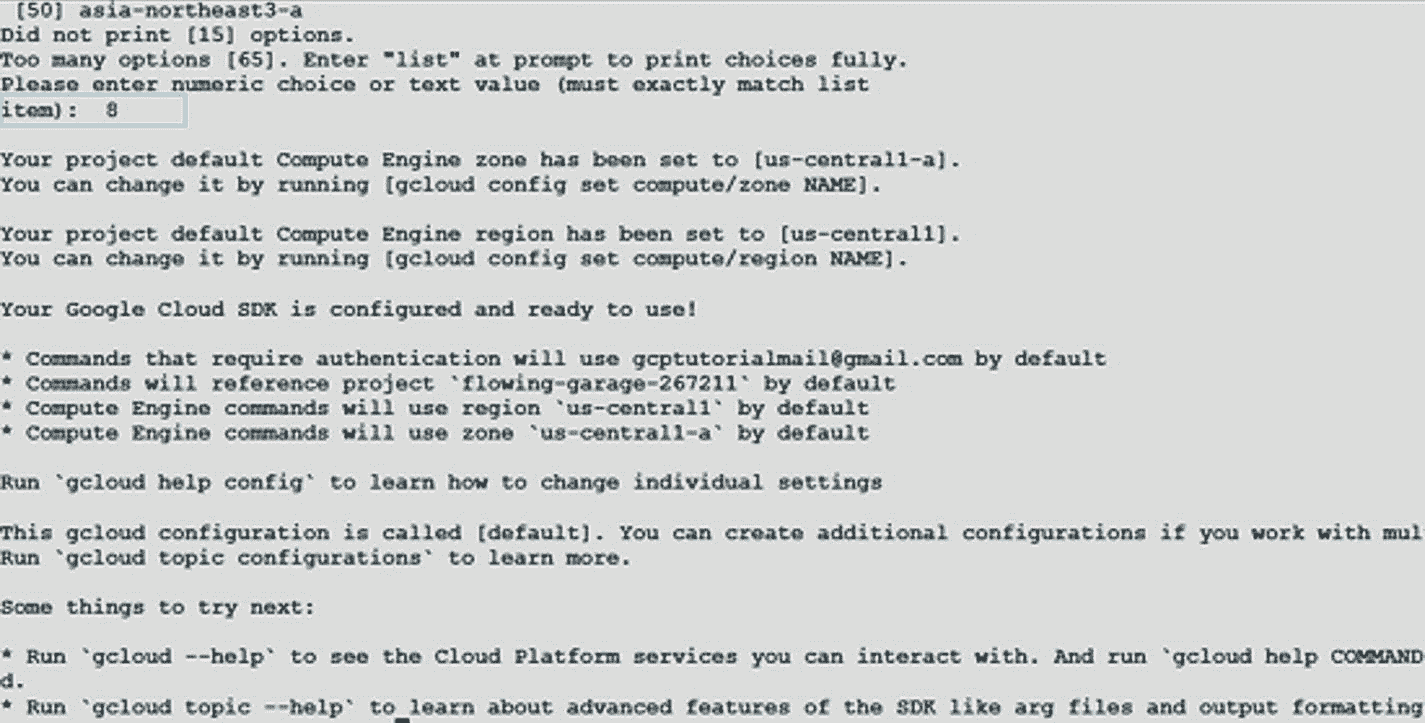 [50] asia-northeast3-a
Did not print [15] options.
Too many options [65]. Enter "list" at prompt to print choices fully.
Please enter numeric choice or text value (must exactly match list
item):  8
Your project default Compute Engine zone has been set to [us-central1-a].
You can change it by running [gcloud config set compute/zone NAME].
Your project default Compute Engine region has been set to [us-central1].
You can change it by running [gcloud config set compute/region NAME].
Your Google Cloud SDK is configured and ready to use!
* Commands that require authentication will use gcptutorialmail@gmail.com by default
* Commands will reference project `flowing-garage-267211` by default
* Compute Engine commands will use region `us-central1` by default
* Compute Engine commands will use zone `us-central1-a` by default
Run `gcloud help config` to learn how to change individual settings
This gcloud configuration is called [default]. You can create additional configurations if you work with mul
Run `gcloud topic configurations` to learn more.
Some things to try next:
* Run `gcloud --help` to see the Cloud Platform services you can interact with. And run `gcloud help COMMAND
d.
* Run `gcloud topic --help` to learn about advanced features of the SDK like arg files and output formatting